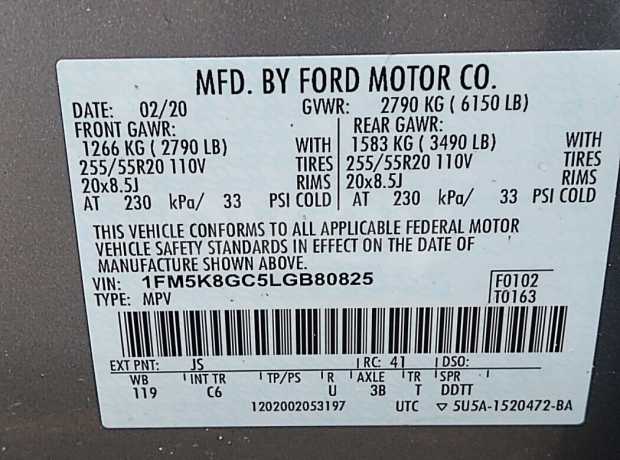 MFD. BY FORD MOTOR CO.
DATE: 02/20 GVWR: 2790 KG ( 6150 LB)
FRONT GAWR: REAR GAWR:
1266 KG ( 2790 LB) WITH 1583 KG ( 3490 LB) WITH
255/55R20 110V TIRES 255/55R20 110V TIRES
20x8.5J RIMS 20x8.5J RIMS
AT 230 kPa/ 33 PSI COLD AT 230 kPa/ 33 PSI COLD
THIS VEHICLE CONFORMS TO ALL APPLICABLE FEDERAL MOTOR
VEHICLE SAFETY STANDARDS IN EFFECT ON THE DATE OF
MANUFACTURE SHOWN ABOVE.
VIN: 1FM5K8GC5LGB80825 F0102
TYPE: MPV T0163
EXT PNT: JS RC: 41 DSO:
WB INT TR TP/PS R AXLE TR SPR
119 C6 U 3B T DDTT
1202002053197 UTC ▽ 5U5A-1520472-BA